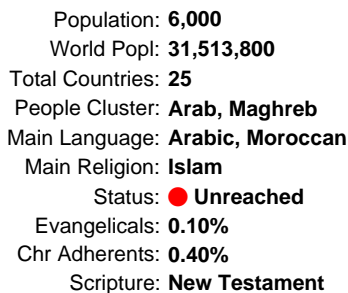 Population: 6,000
World Popl: 31,513,800
Total Countries: 25
People Cluster: Arab, Maghreb
Main Language: Arabic, Moroccan
Main Religion: Islam
Status: Unreached
Evangelicals: 0.10%
Chr Adherents: 0.40%
Scripture: New Testament